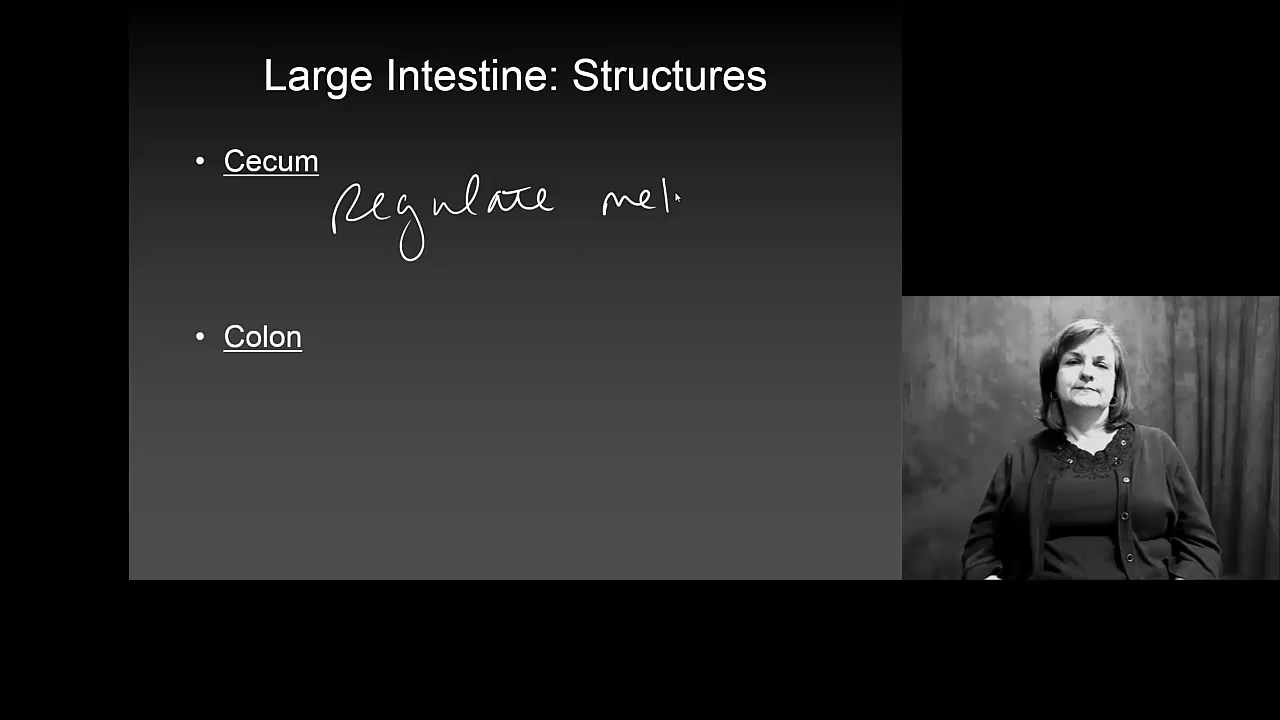 Large Intestine: Structures
• Cecum
Regulate
• Colon